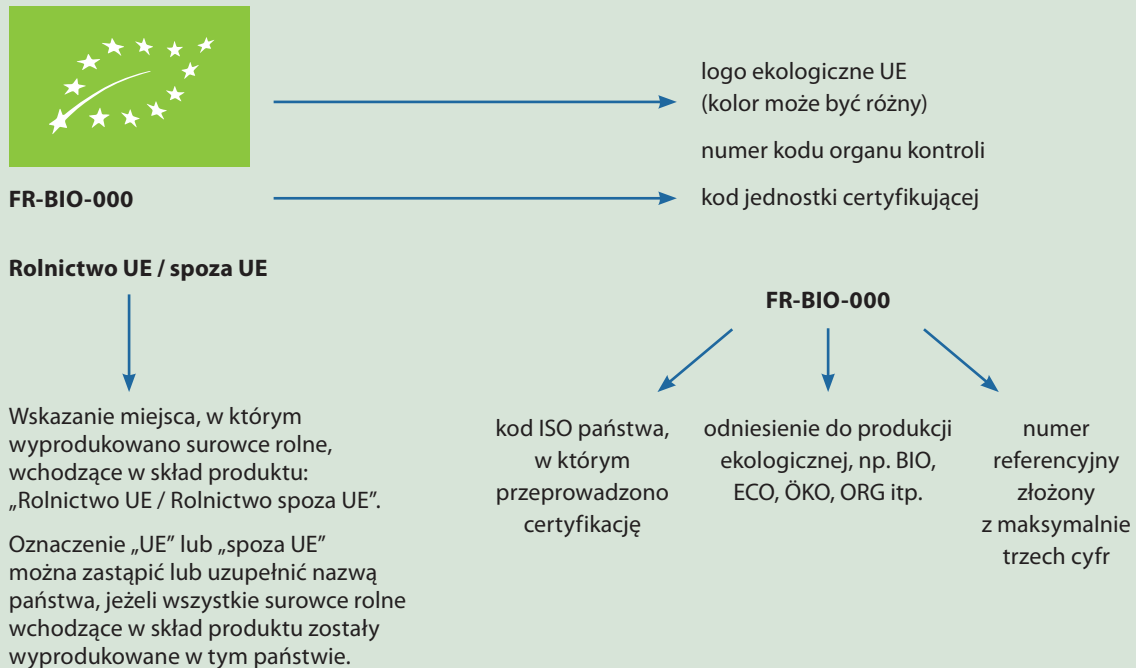 logo ekologiczne UE
(kolor może być różny)
numer kodu organu kontroli
FR-BIO-000
kod jednostki certyfikującej
Rolnictwo UE / spoza UE
Wskazanie miejsca, w którym
wyprodukowano surowce rolne,
wchodzące w skład produktu:
„Rolnictwo UE / Rolnictwo spoza UE”.
Oznaczenie „UE” lub „spoza UE”
można zastąpić lub uzupełnić nazwą
państwa, jeżeli wszystkie surowce rolne
wchodzące w skład produktu zostały
wyprodukowane w tym państwie.
FR-BIO-000
kod ISO państwa,
w którym
przeprowadzono
certyfikację
odniesienie do produkcji
ekologicznej, np. BIO,
ECO, ÖKO, ORG itp.
numer
referencyjny
złożony
z maksymalnie
trzech cyfr